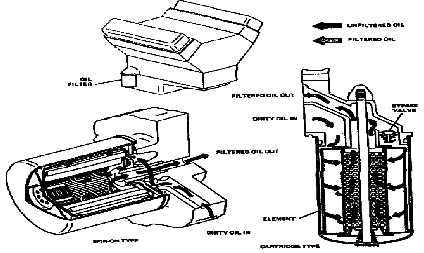 UNFILTERED OIL
FILTERED OIL
OIL
FILTER
FILTERED OIL OUT
DIRTY OIL IN
BYPASS
VALVE
FILTERED OIL OUT
ELEMENT
DIRTY OIL IN
SPIN-ON TYPE
CARTRIDGE TYPE